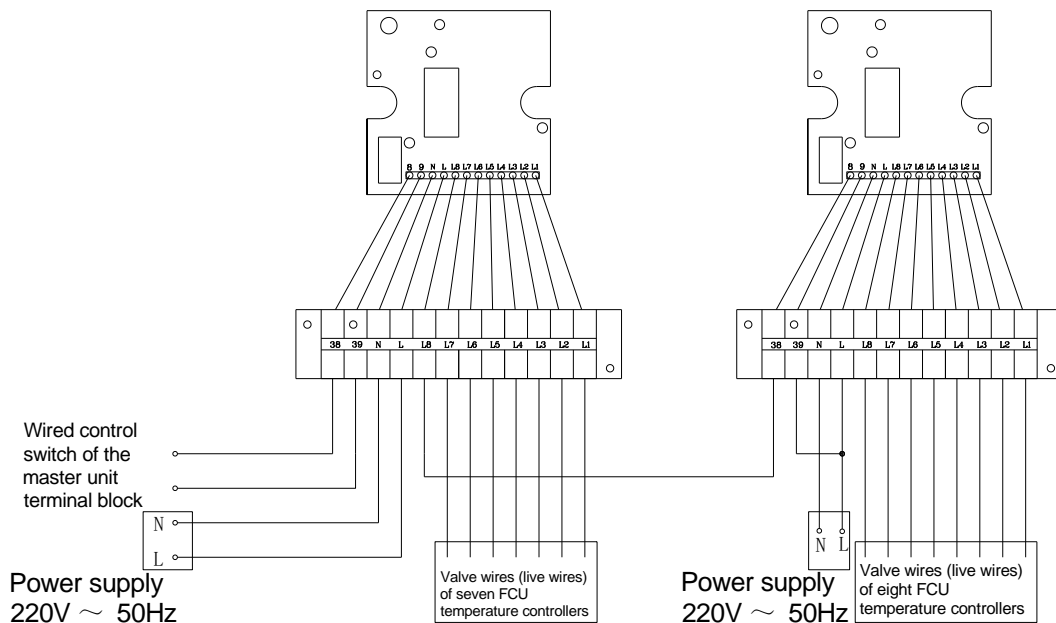 8 9 N L L8 L7 L6 L5 L4 L3 L2 L1
8 9 N L L8 L7 L6 L5 L4 L3 L2 L1
38 39 N L L8 L7 L6 L5 L4 L3 L2 L1
38 39 N L L8 L7 L6 L5 L4 L3 L2 L1
Wired control
switch of the
master unit
terminal block
N
L
Power supply
220V ～ 50Hz
Valve wires (live wires)
of seven FCU
temperature controllers
N L
Power supply
220V ～ 50Hz
Valve wires (live wires)
of eight FCU
temperature controllers